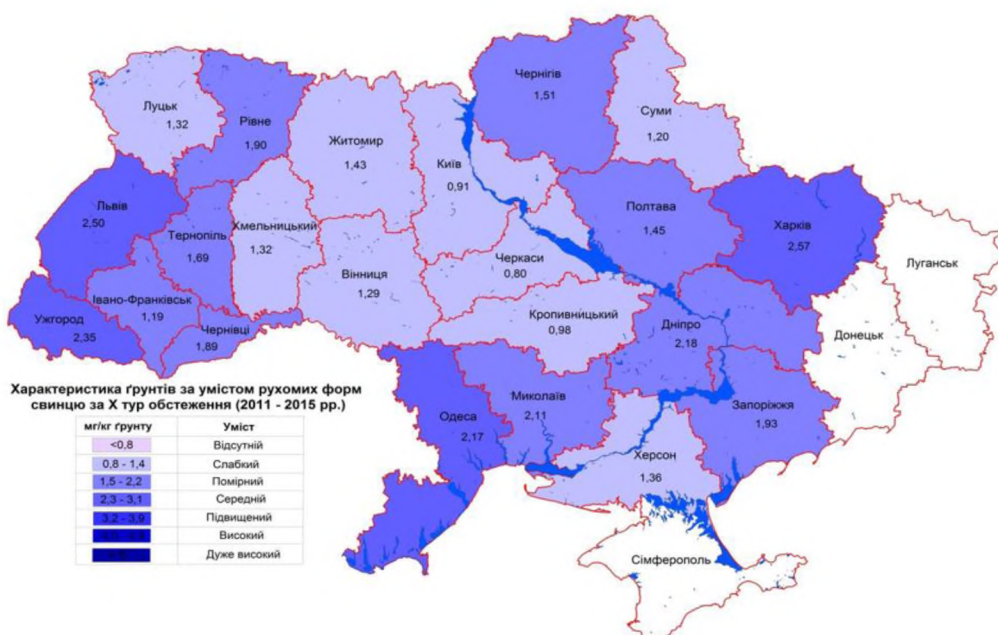 Чернігів
1,51
Суми
1,20
Луцьк
1,32
Рівне
1,90
Житомир
1,43
Київ
0,91
Львів
2,50
Тернопіль
1,69
Хмельницький
1,32
Вінниця
1,29
Черкаси
0,80
Полтава
1,45
Харків
2,57
Луганськ
Ужгород
2,35
Івано-Франківськ
1,19
Чернівці
1,89
Кропивницький
0,98
Дніпро
2,18
Донецьк
Одеса
2,17
Миколаїв
2,11
Запоріжжя
1,93
Херсон
1,36
Сімферополь
Характеристика ґрунтів за умістом рухомих форм
свинцю за X тур обстеження (2011 - 2015 рр.)
мг/кг ґрунту Уміст
<0,8 Відсутній
0,8 - 1,4 Слабкий
1,5 - 2,2 Помірний
2,3 - 3,1 Середній
3,2 - 3,9 Підвищений
Високий
Дуже високий